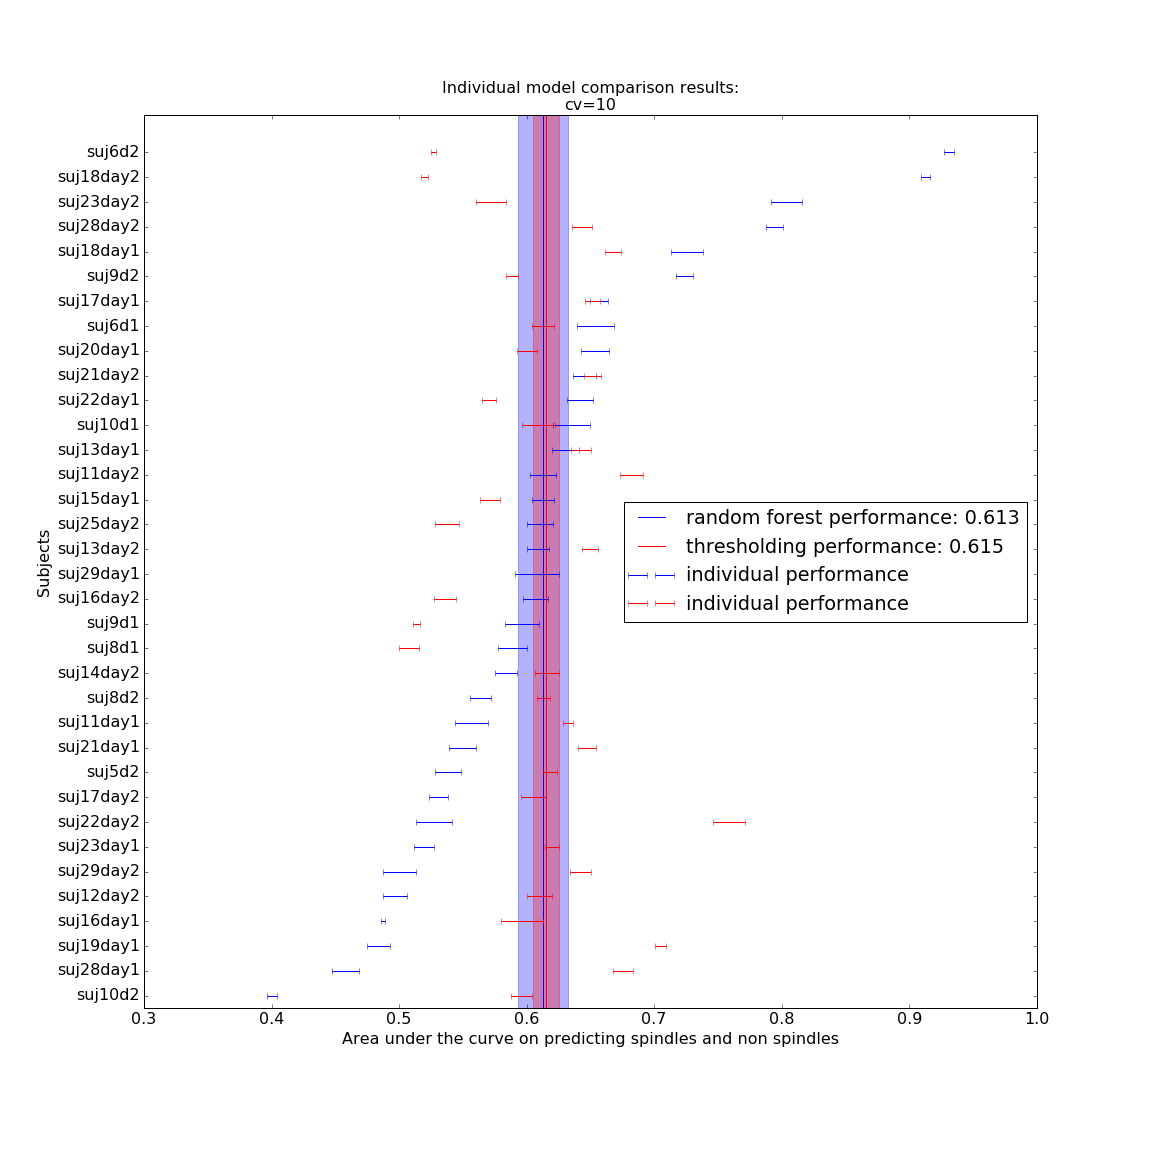 Individual model comparison results:
cv=10
suj6d2
suj18day2
suj23day2
suj28day2
suj18day1
suj9d2
suj17day1
suj6d1
suj20day1
suj21day2
suj22day1
suj10d1
suj13day1
suj11day2
suj15day1
suj25day2
suj13day2
suj29day1
suj16day2
suj9d1
suj8d1
suj14day2
suj8d2
suj11day1
suj21day1
suj5d2
suj17day2
suj22day2
suj23day1
suj29day2
suj12day2
suj16day1
suj19day1
suj28day1
suj10d2
Subjects
random forest performance: 0.613
thresholding performance: 0.615
individual performance
individual performance
0.3 0.4 0.5 0.6 0.7 0.8 0.9 1.0
Area under the curve on predicting spindles and non spindles